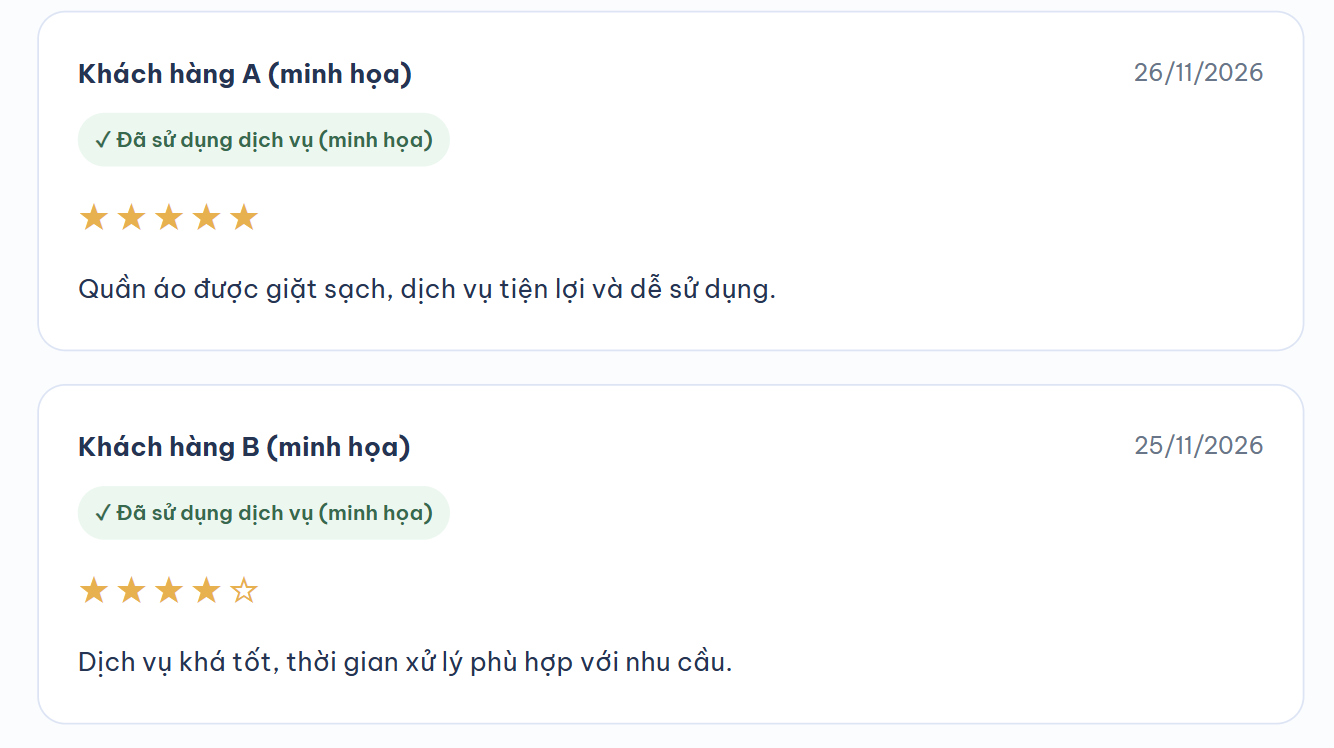 Khách hàng A (minh họa)
26/11/2026
✓ Đã sử dụng dịch vụ (minh họa)
★★★★★
Quần áo được giặt sạch, dịch vụ tiện lợi và dễ sử dụng.
Khách hàng B (minh họa)
25/11/2026
✓ Đã sử dụng dịch vụ (minh họa)
★★★★☆
Dịch vụ khá tốt, thời gian xử lý phù hợp với nhu cầu.